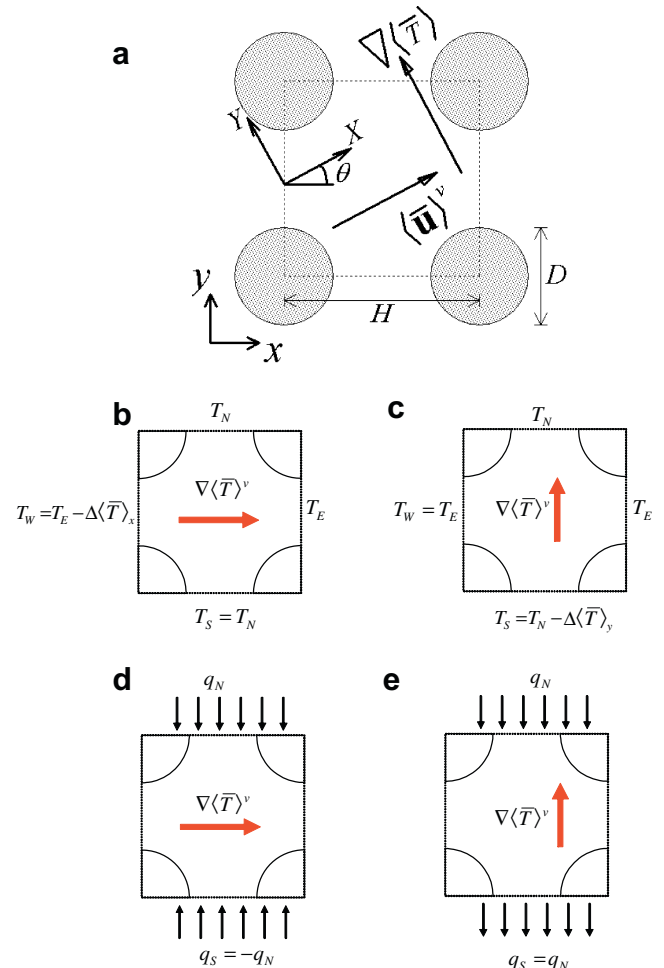 a
∇⟨T̅⟩
Y
X
θ
⟨u̅⟩ᵛ
D
y
H
x
b
c
T_N
T_N
∇⟨T̅⟩ᵛ
T_W = T_E − Δ⟨T̅⟩_x
T_E
T_W = T_E
∇⟨T̅⟩ᵛ
T_E
T_S = T_N
T_S = T_N − Δ⟨T̅⟩_y
d
e
q_N
q_N
∇⟨T̅⟩ᵛ
∇⟨T̅⟩ᵛ
q_S = −q_N
q_S = q_N